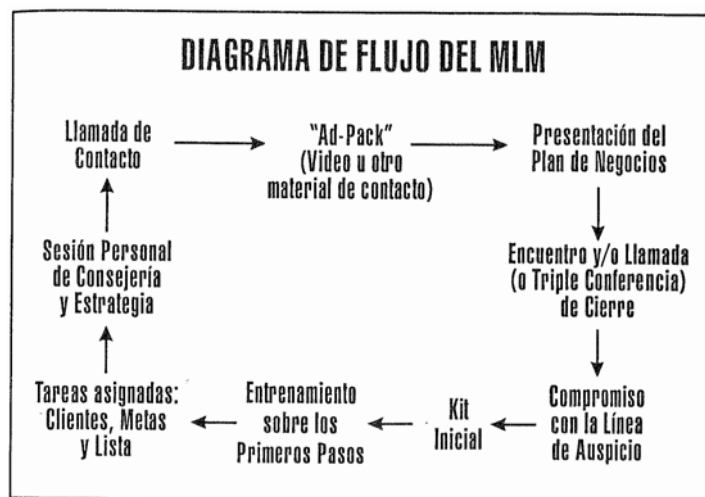 DIAGRAMA DE FLUJO DEL MLM
Llamada de
Contacto
"Ad-Pack"
(Video u otro
material de contacto)
Presentación del
Plan de Negocios
Encuentro y/o Llamada
(o Triple Conferencia)
de Cierre
Compromiso
con la Línea
de Auspicio
Kit
Inicial
Entrenamiento
sobre los
Primeros Pasos
Tareas asignadas:
Clientes, Metas
y Lista
Sesión Personal
de Consejería
y Estrategia